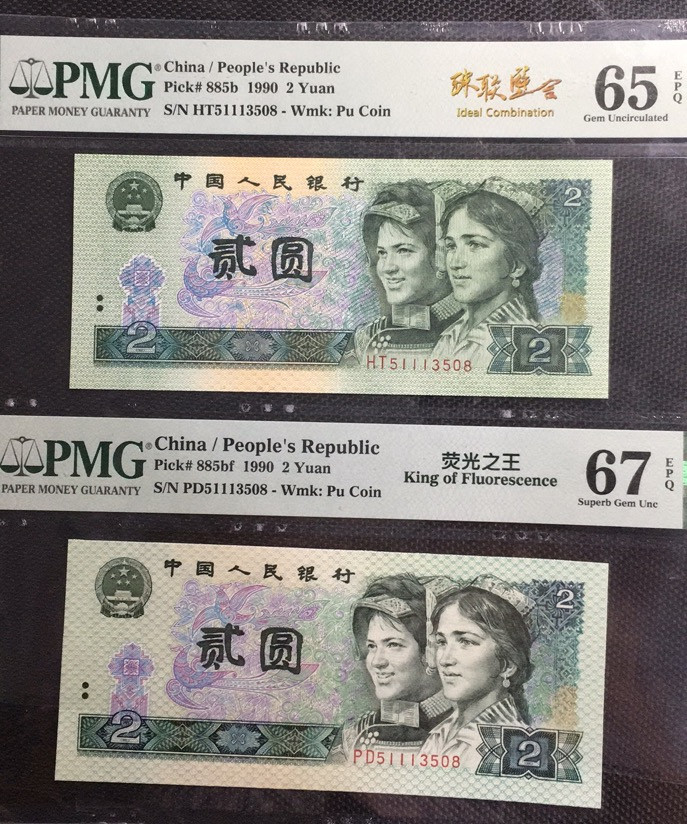 PMG®
PAPER MONEY GUARANTY
China / People's Republic
Pick# 885b 1990 2 Yuan
S/N HT51113508 - Wmk: Pu Coin
珠联璧合
Ideal Combination
65
Gem Uncirculated
EPQ
中国人民银行
贰圆
2
2
2
HT51113508
PMG®
PAPER MONEY GUARANTY
China / People's Republic
Pick# 885bf 1990 2 Yuan
S/N PD51113508 - Wmk: Pu Coin
荧光之王
King of Fluorescence
67
Superb Gem Unc
EPQ
中国人民银行
贰圆
2
2
2
PD51113508